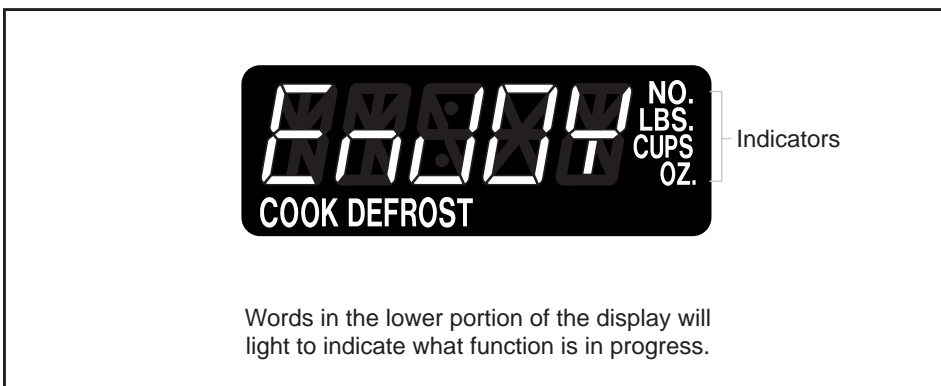 EnJOY
NO.
LBS.
CUPS
OZ.
Indicators
COOK DEFROST
Words in the lower portion of the display will
light to indicate what function is in progress.